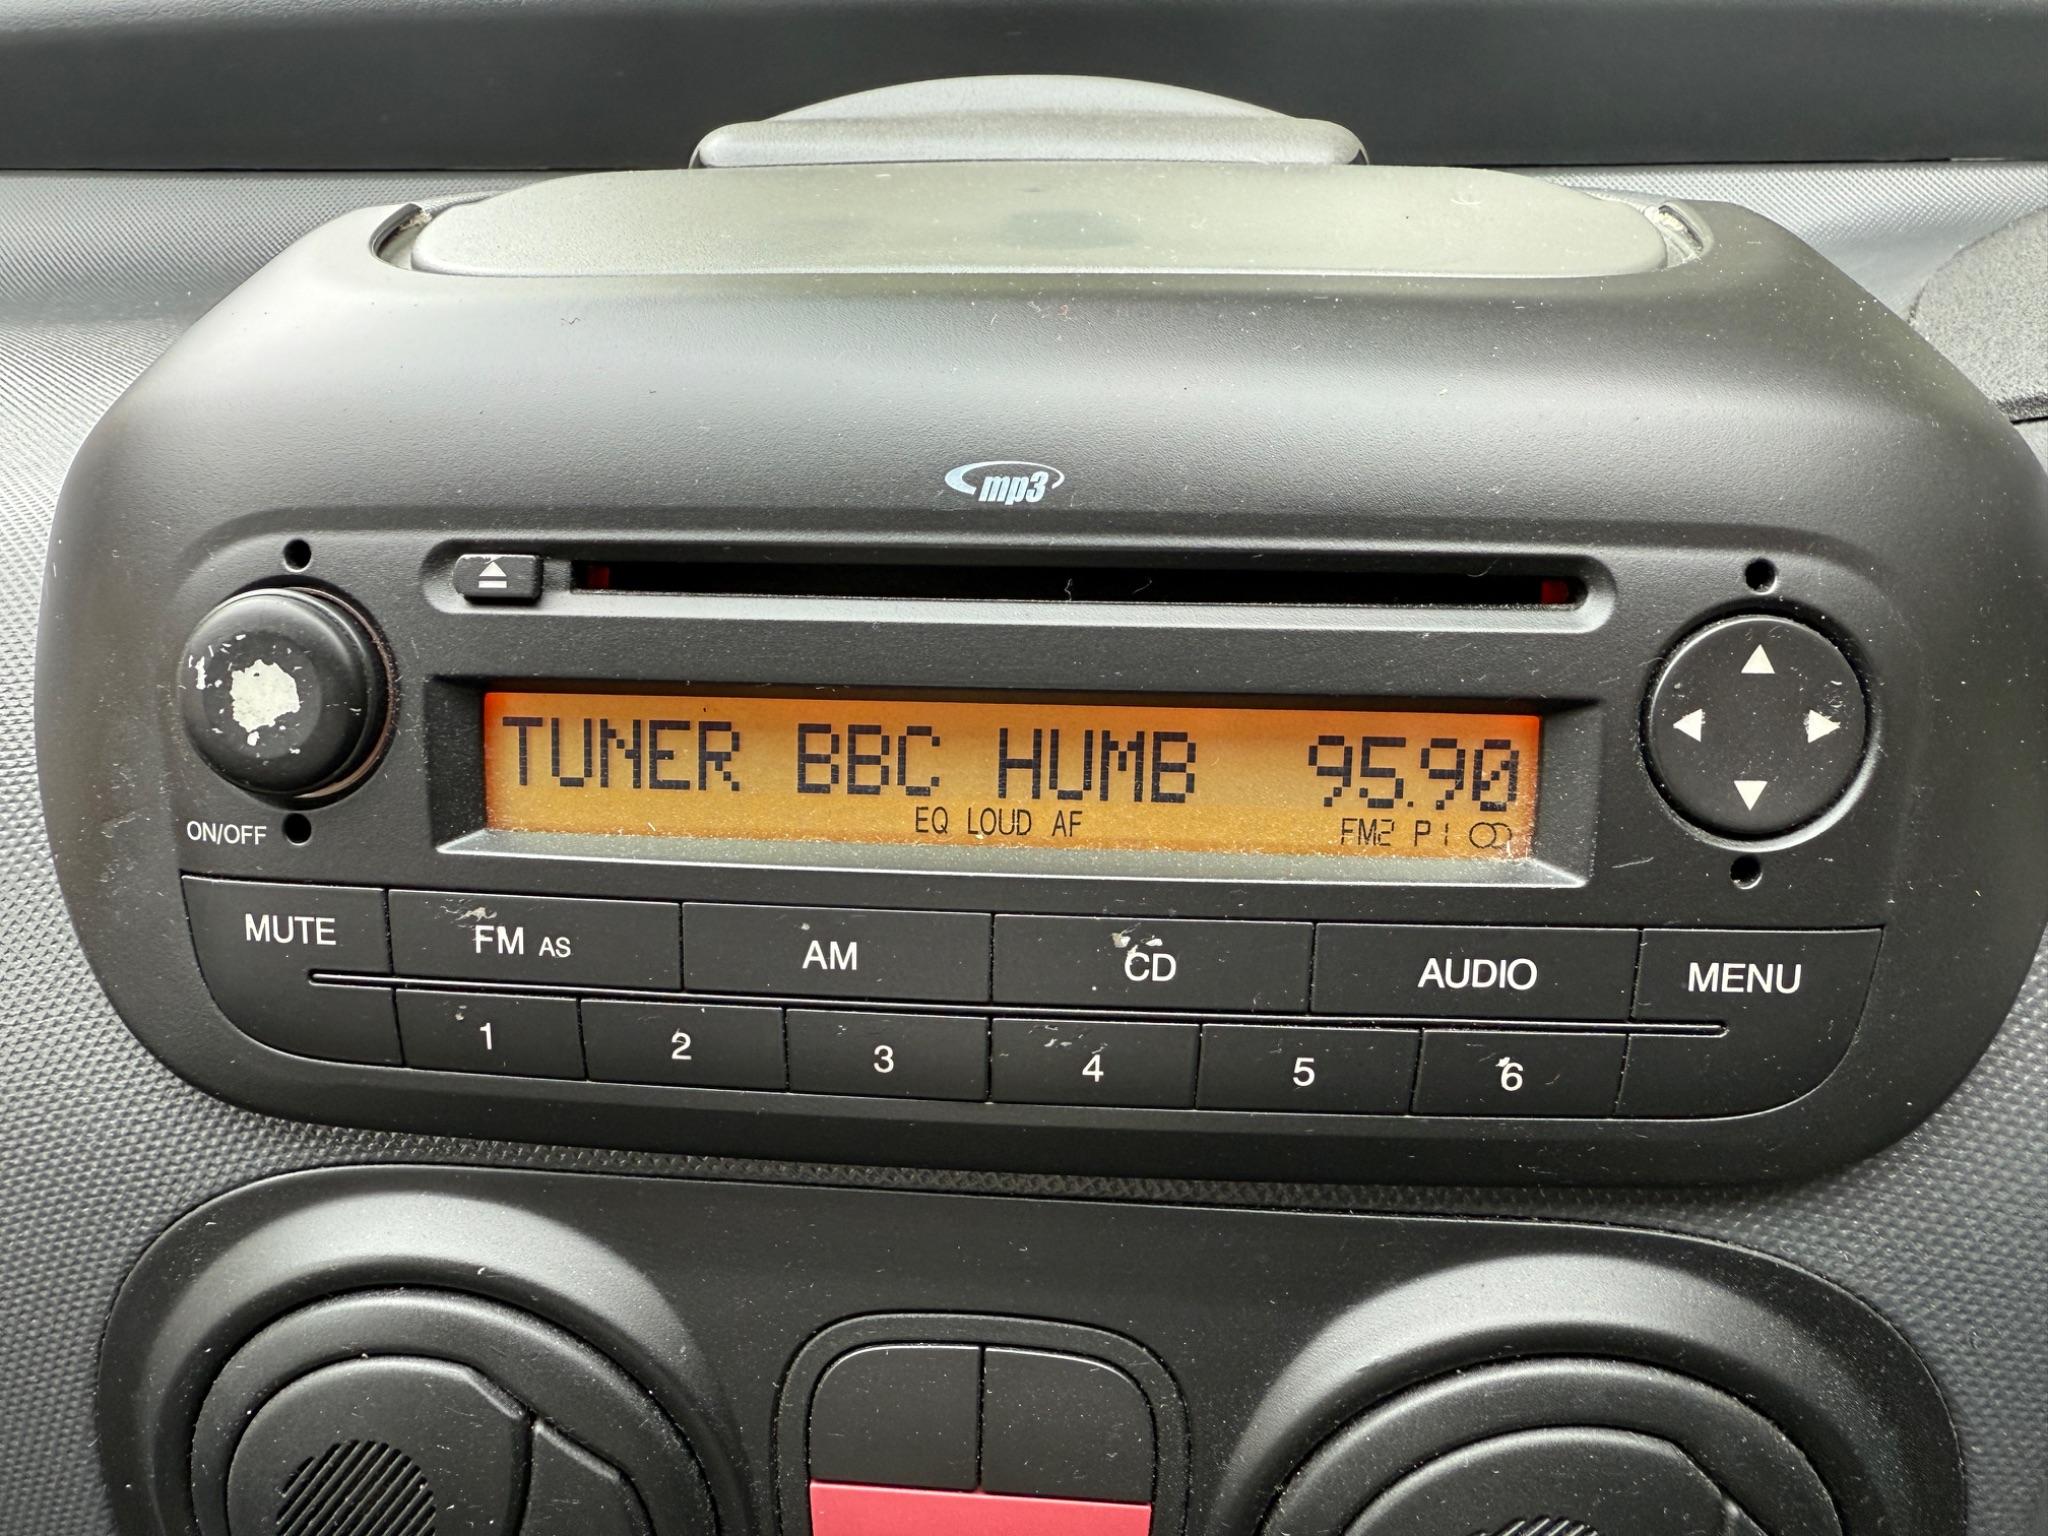 mp3
TUNER BBC HUMB 95.90
EQ LOUD AF FM2 P1
ON/OFF
MUTE FM AS AM CD AUDIO MENU
1 2 3 4 5 6